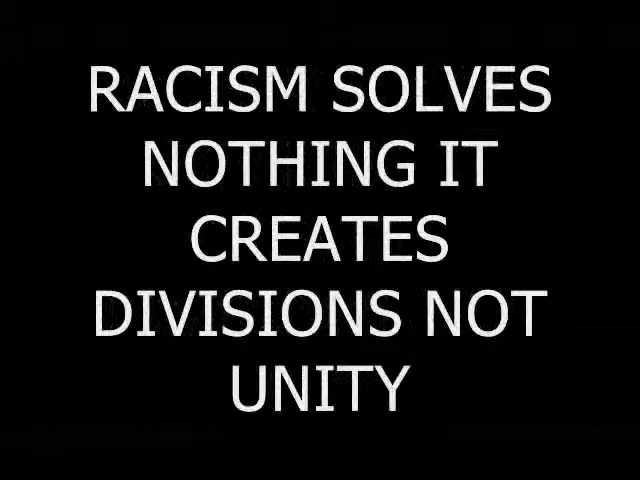 RACISM SOLVES
NOTHING IT
CREATES
DIVISIONS NOT
UNITY